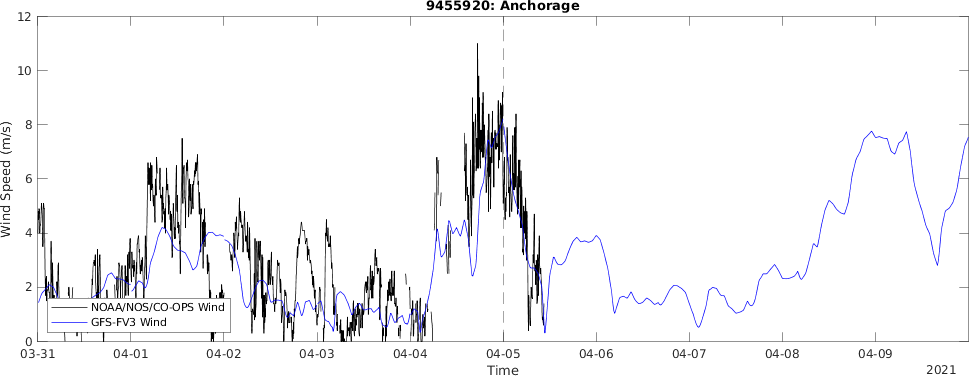 9455920: Anchorage
12
10
8
6
4
2
0
Wind Speed (m/s)
NOAA/NOS/CO-OPS Wind
GFS-FV3 Wind
03-31 04-01 04-02 04-03 04-04 04-05 04-06 04-07 04-08 04-09
Time
2021